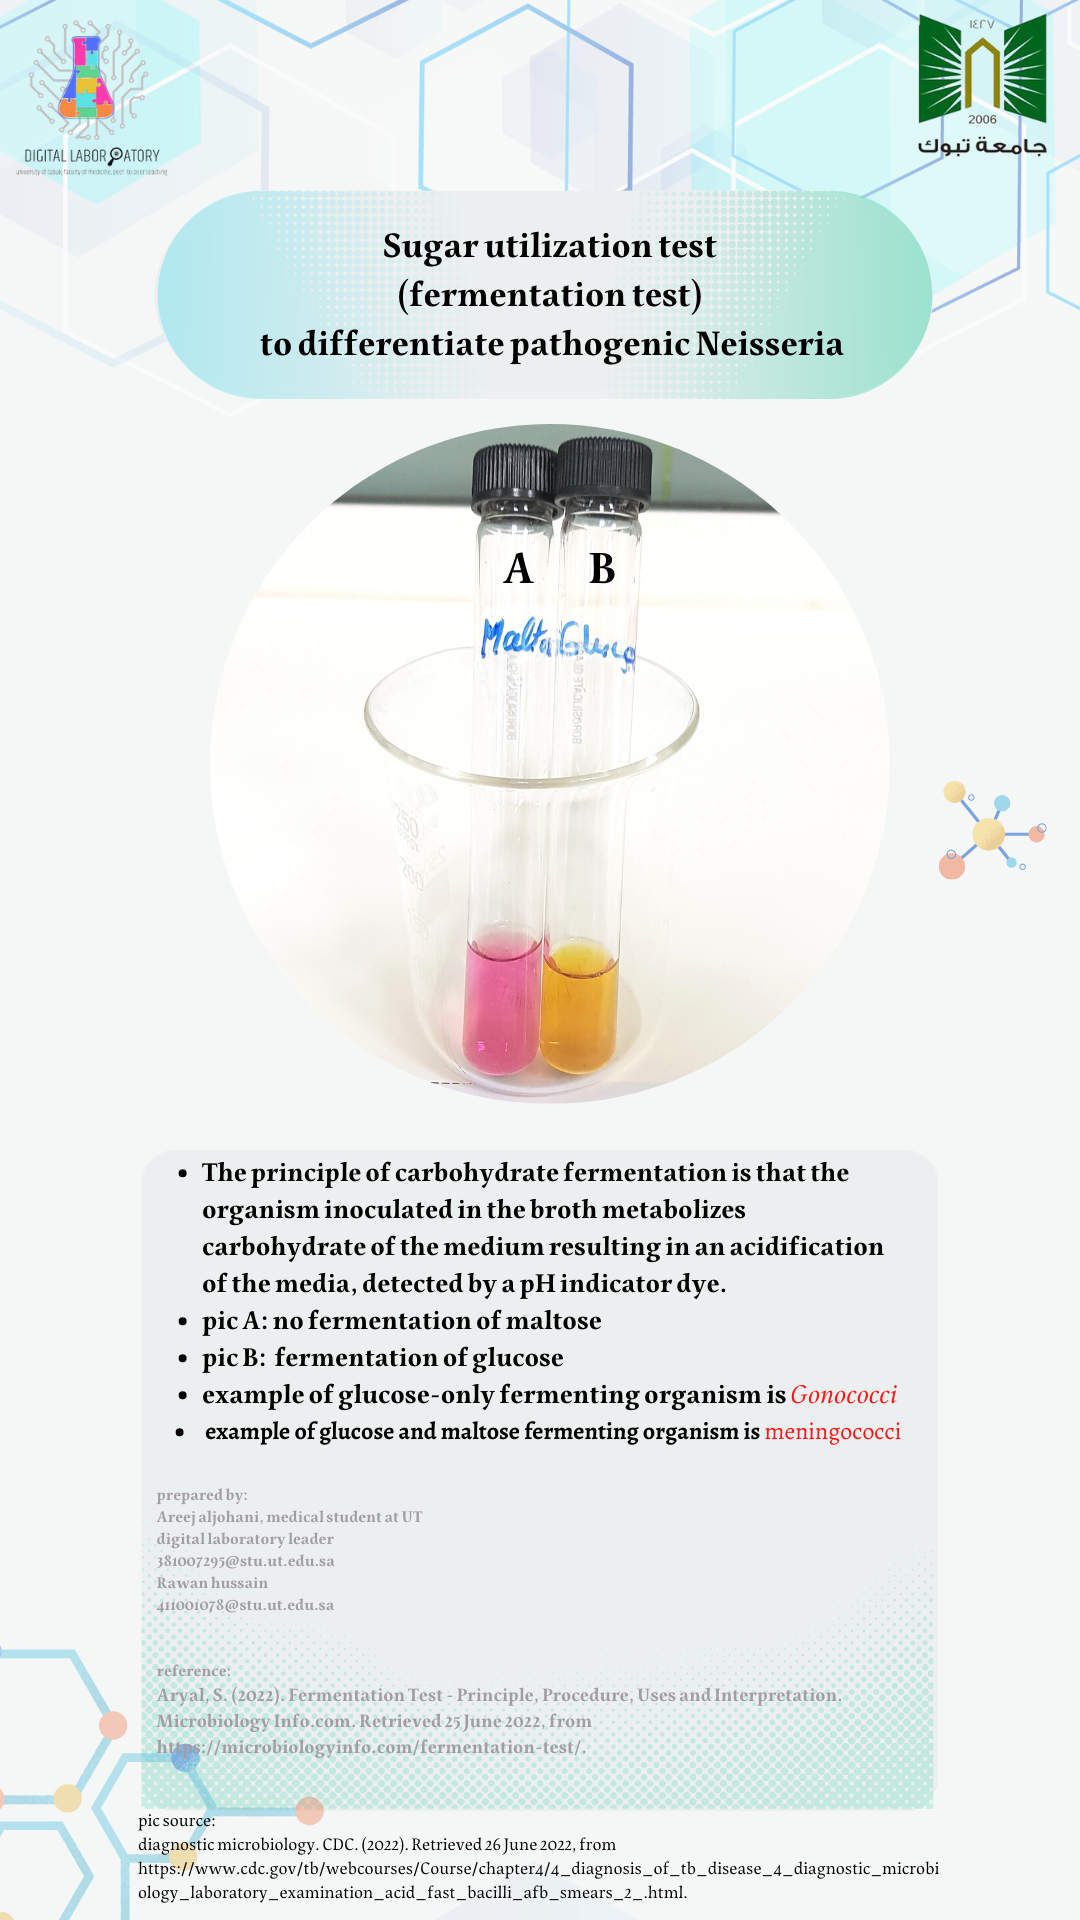 DIGITAL LABORATORY
university of tabuk, faculty of medicine, peer-to-peer teaching
١٤٢٧
2006
جامعة تبوك
Sugar utilization test
(fermentation test)
to differentiate pathogenic Neisseria
A B
Malto Gluco
BOROSILICATE GLASS
The principle of carbohydrate fermentation is that the
organism inoculated in the broth metabolizes
carbohydrate of the medium resulting in an acidification
of the media, detected by a pH indicator dye.
pic A: no fermentation of maltose
pic B: fermentation of glucose
example of glucose-only fermenting organism is Gonococci
example of glucose and maltose fermenting organism is meningococci
prepared by:
Areej aljohani, medical student at UT
digital laboratory leader
381007295@stu.ut.edu.sa
Rawan hussain
411001078@stu.ut.edu.sa
reference:
Aryal, S. (2022). Fermentation Test - Principle, Procedure, Uses and Interpretation.
Microbiology Info.com. Retrieved 25 June 2022, from
https://microbiologyinfo.com/fermentation-test/.
pic source:
diagnostic microbiology. CDC. (2022). Retrieved 26 June 2022, from
https://www.cdc.gov/tb/webcourses/Course/chapter4/4_diagnosis_of_tb_disease_4_diagnostic_microbi
ology_laboratory_examination_acid_fast_bacilli_afb_smears_2_.html.